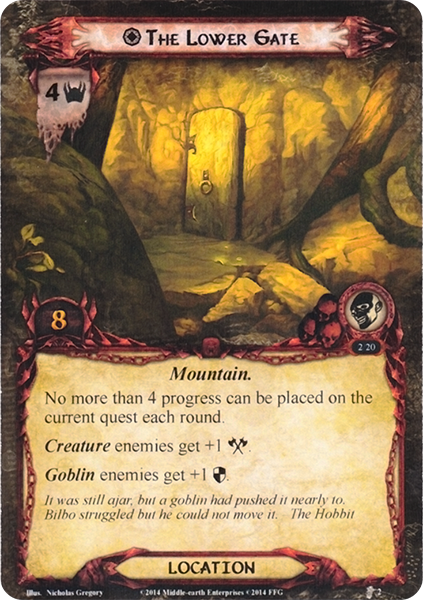 The Lower Gate
4
8
2/20
Mountain.
No more than 4 progress can be placed on the
current quest each round.
Creature enemies get +1
Goblin enemies get +1
It was still ajar, but a goblin had pushed it nearly to.
Bilbo struggled but he could not move it. -The Hobbit
LOCATION
Illus. Nicholas Gregory ©2014 Middle-earth Enterprises ©2014 FFG